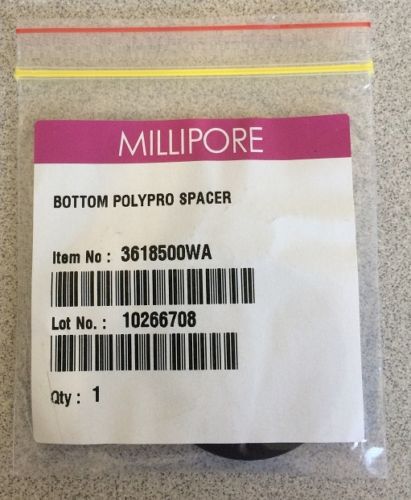 MILLIPORE
BOTTOM POLYPRO SPACER
Item No : 3618500WA
Lot No. : 10266708
Qty : 1